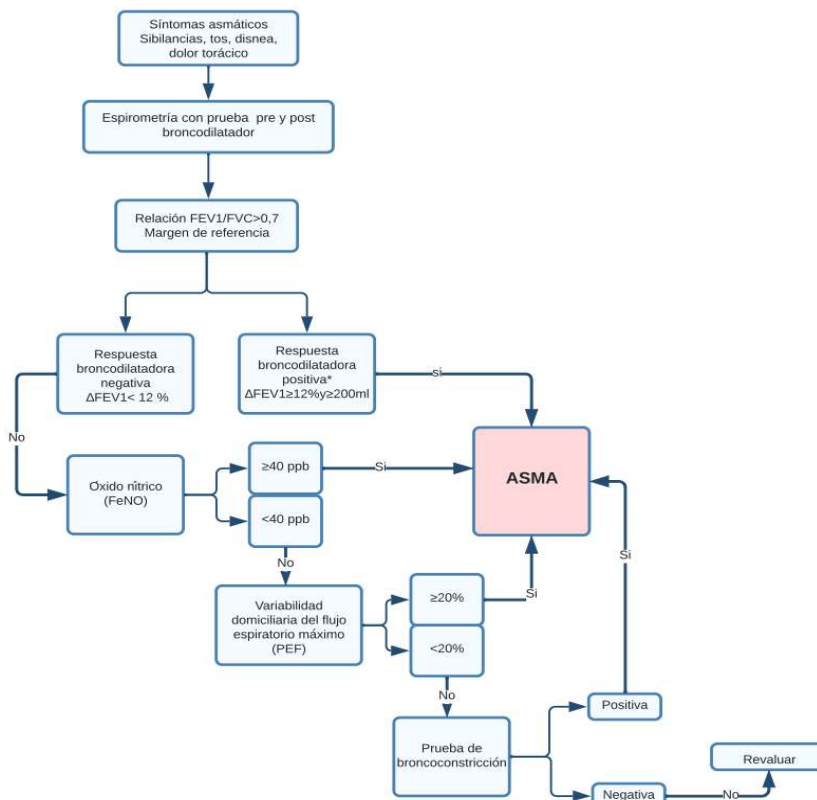 Síntomas asmáticos
Sibilancias, tos, disnea,
dolor torácico
Espirometría con prueba pre y post
broncodilatador
Relación FEV1/FVC>0,7
Margen de referencia
Respuesta
broncodilatadora
negativa
ΔFEV1< 12 %
Respuesta
broncodilatadora
positiva*
ΔFEV1≥12%y≥200ml
si
No
Oxido nitrico
(FeNO)
≥40 ppb
Si
<40 ppb
ASMA
No
Si
Variabilidad
domiciliaria del flujo
espiratorio máximo
(PEF)
≥20%
Si
<20%
No
Prueba de
broncoconstricción
Positiva
Negativa
No
Revaluar